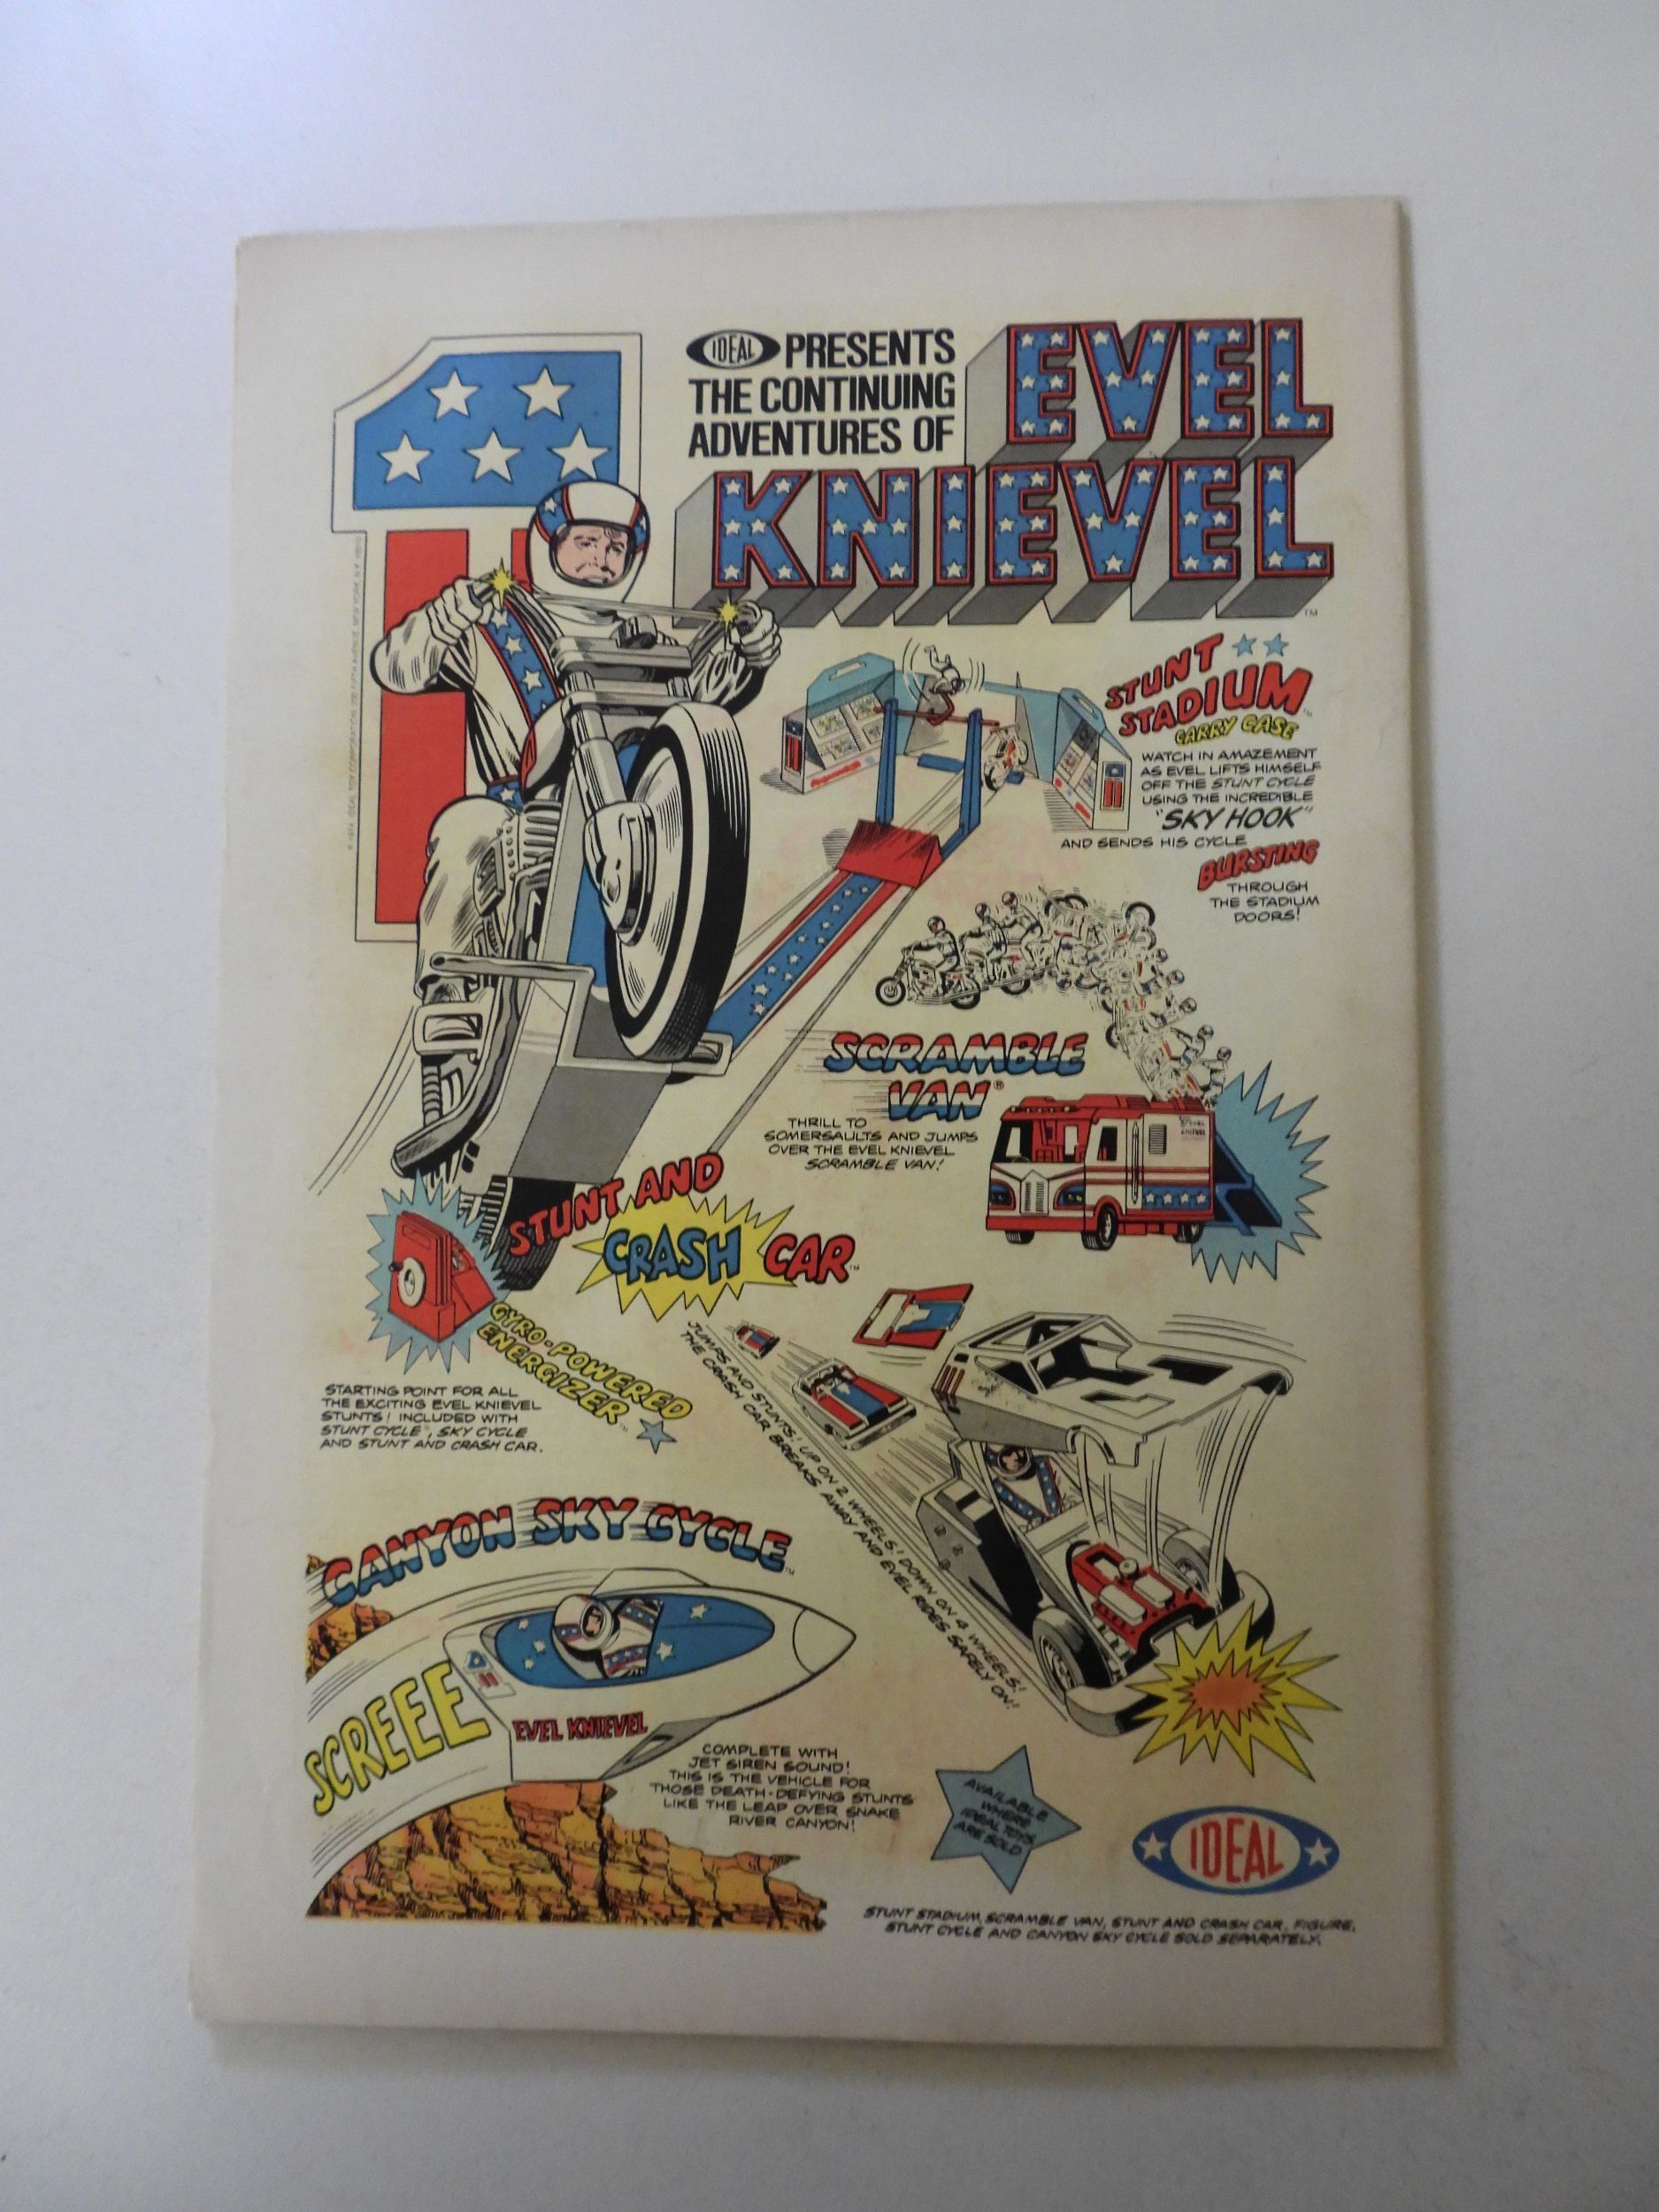 IDEAL PRESENTS
THE CONTINUING
ADVENTURES OF
EVEL
KNIEVEL
TM
STUNT
STADIUM
CARRY CASE
WATCH IN AMAZEMENT
AS EVEL LIFTS HIMSELF
OFF THE STUNT CYCLE
USING THE INCREDIBLE
"SKY HOOK"
AND SENDS HIS CYCLE
BURSTING
THROUGH
THE STADIUM
DOORS!
SCRAMBLE
VAN®
THRILL TO
SOMERSAULTS AND JUMPS
OVER THE EVEL KNIEVEL
SCRAMBLE VAN!
STUNT AND
CRASH CAR™
JUMPS AND STUNTS! UP ON 2 WHEELS! DOWN ON 4 WHEELS!
THE CRASH CAR BREAKS AWAY AND EVEL RIDES SAFELY ON!
GYRO-POWERED
ENERGIZER™
STARTING POINT FOR ALL
THE EXCITING EVEL KNIEVEL
STUNTS! INCLUDED WITH
STUNT CYCLE, SKY CYCLE
AND STUNT AND CRASH CAR.
CANYON SKY CYCLE™
SCREEE
EVEL KNIEVEL
COMPLETE WITH
JET SIREN SOUND!
THIS IS THE VEHICLE FOR
THOSE DEATH-DEFYING STUNTS
LIKE THE LEAP OVER SNAKE
RIVER CANYON!
AVAILABLE
WHERE
IDEAL TOYS
ARE SOLD
IDEAL
STUNT STADIUM, SCRAMBLE VAN, STUNT AND CRASH CAR, FIGURE,
STUNT CYCLE AND CANYON SKY CYCLE SOLD SEPARATELY.
IDEAL TOY CORPORATION